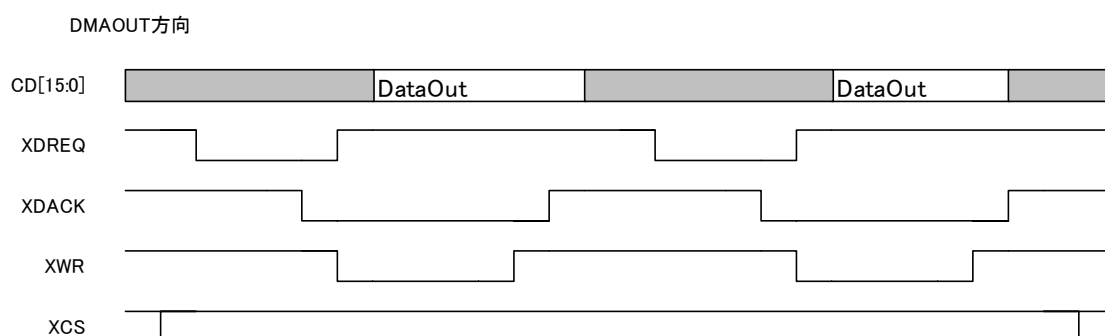 DMAOUT方向
CD[15:0]
DataOut
DataOut
XDREQ
XDACK
XWR
XCS